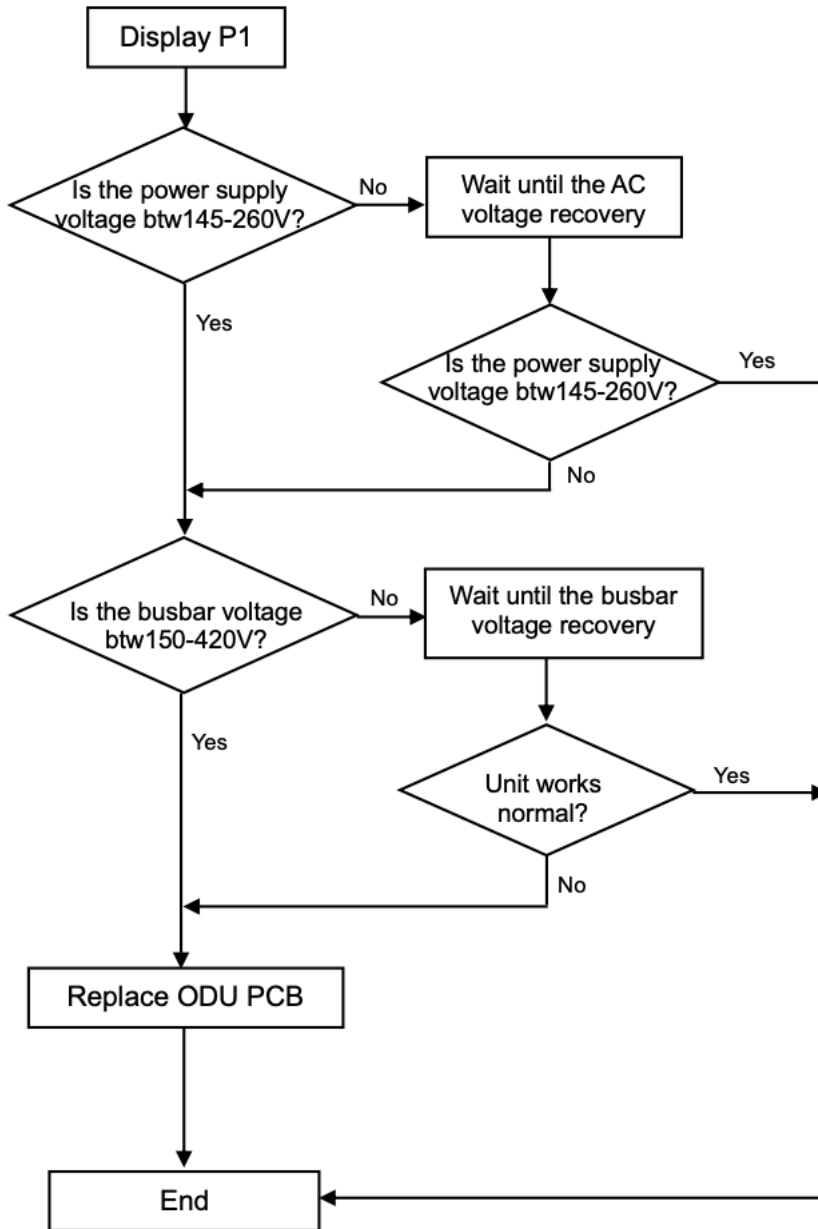 Display P1
Is the power supply
voltage btw145-260V?
No
Wait until the AC
voltage recovery
Yes
Is the power supply
voltage btw145-260V?
Yes
No
Is the busbar voltage
btw150-420V?
No
Wait until the busbar
voltage recovery
Yes
Unit works
normal?
Yes
No
Replace ODU PCB
End